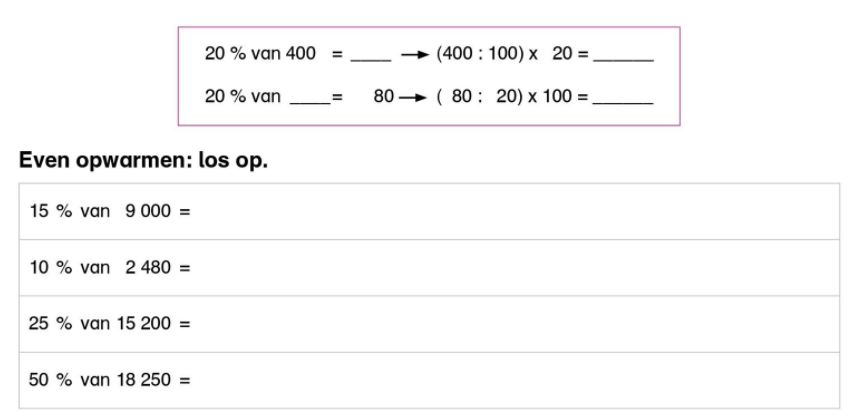 20 % van 400 = ____ → (400 : 100) x 20 = ______
20 % van ____ = 80 → ( 80 : 20) x 100 = ______
Even opwarmen: los op.
15 % van 9 000 =
10 % van 2 480 =
25 % van 15 200 =
50 % van 18 250 =